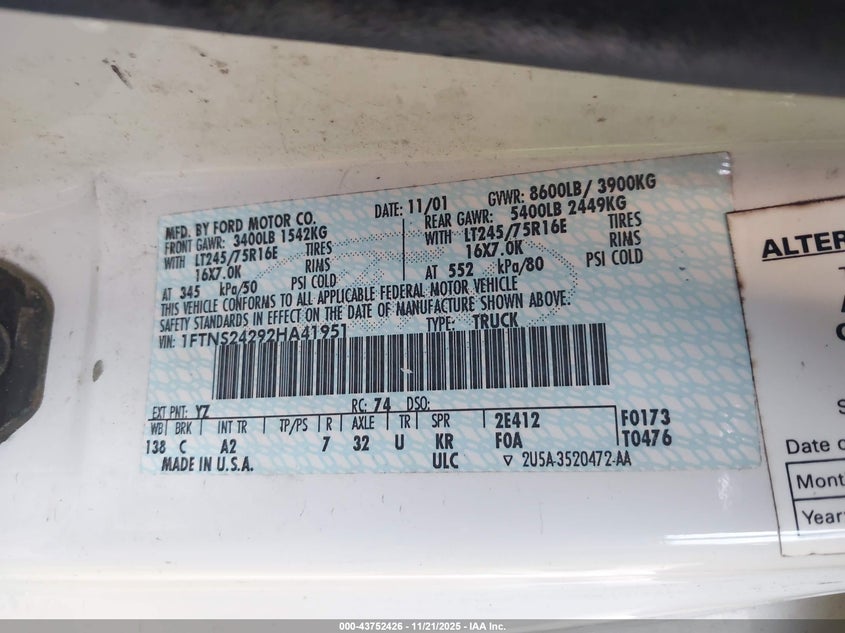 MFD. BY FORD MOTOR CO.
DATE: 11/01
GVWR: 8600LB/ 3900KG
FRONT GAWR: 3400LB 1542KG
REAR GAWR: 5400LB 2449KG
WITH LT245/75R16E TIRES
WITH LT245/75R16E TIRES
16X7.0K RINS
16X7.0K RINS
AT 345 kPa/50 PSI COLD
AT 552 kPa/80 PSI COLD
THIS VEHICLE CONFORMS TO ALL APPLICABLE FEDERAL MOTOR VEHICLE
SAFETY STANDARDS IN EFFECT ON THE DATE OF MANUFACTURE SHOWN ABOVE.
VIN: 1FTNS24292HA41951
TYPE: TRUCK
EXT PNT: YZ RC: 74 DSO:
WB BRK INT TR TP/PS R AXLE TR SPR 2E412 F0173
138 C A2 7 32 U KR F0A T0476
MADE IN U.S.A. ULC ▽ 2U5A-3520472-AA
ALTER
Date o
Mont
Year
000-43752426 - 11/21/2025 - IAA Inc.